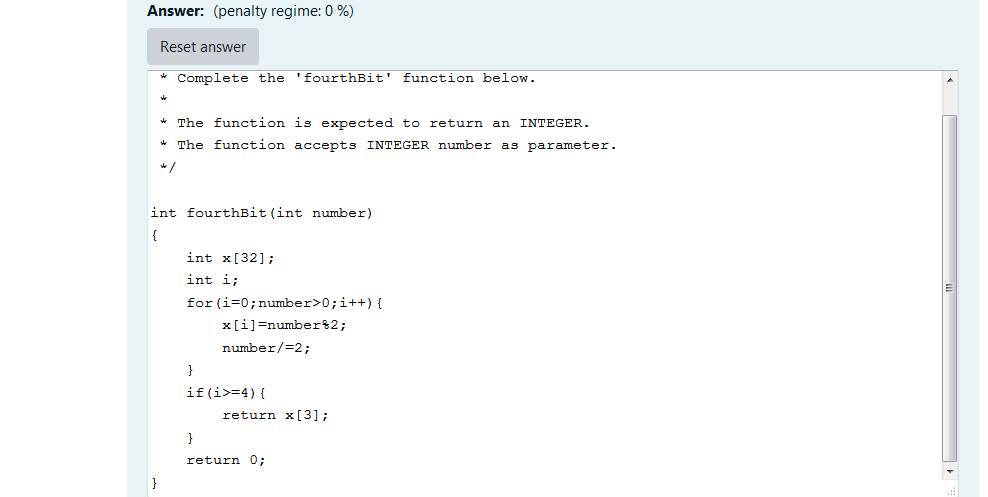 Answer: (penalty regime: 0 %)
Reset answer
* Complete the 'fourthBit' function below.
*
* The function is expected to return an INTEGER.
* The function accepts INTEGER number as parameter.
*/
int fourthBit(int number)
{
int x[32];
int i;
for(i=0;number>0;i++){
x[i]=number%2;
number/=2;
}
if(i>=4){
return x[3];
}
return 0;
}